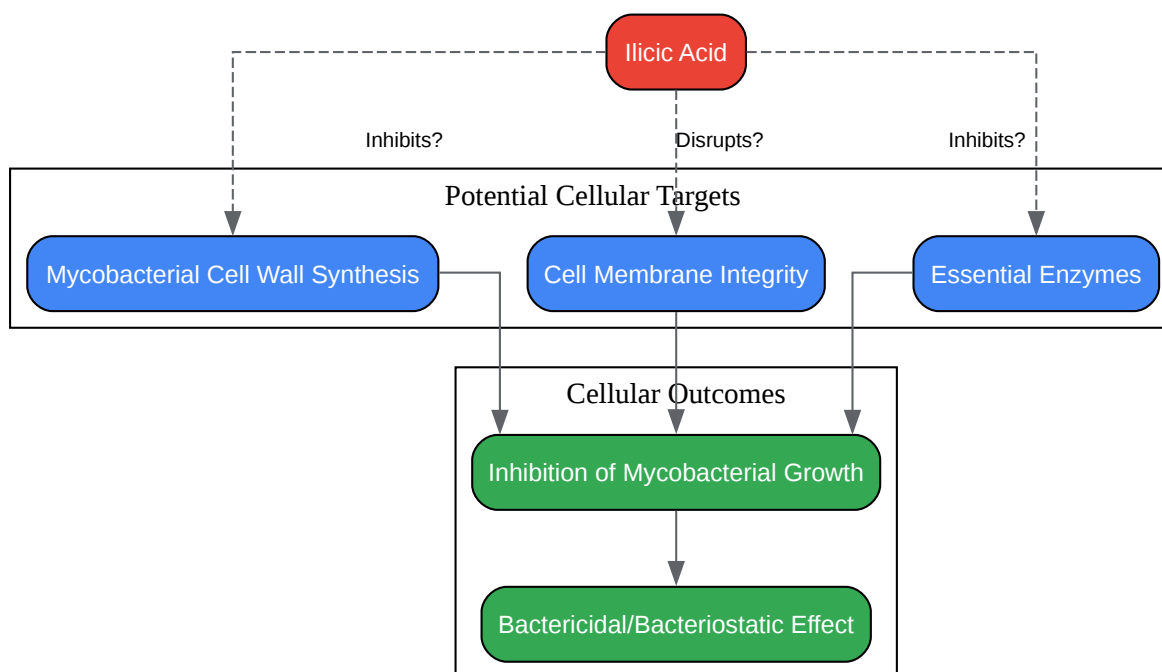 Ilicic Acid
Inhibits?
Disrupts?
Inhibits?
Potential Cellular Targets
Mycobacterial Cell Wall Synthesis
Cell Membrane Integrity
Essential Enzymes
Cellular Outcomes
Inhibition of Mycobacterial Growth
Bactericidal/Bacteriostatic Effect